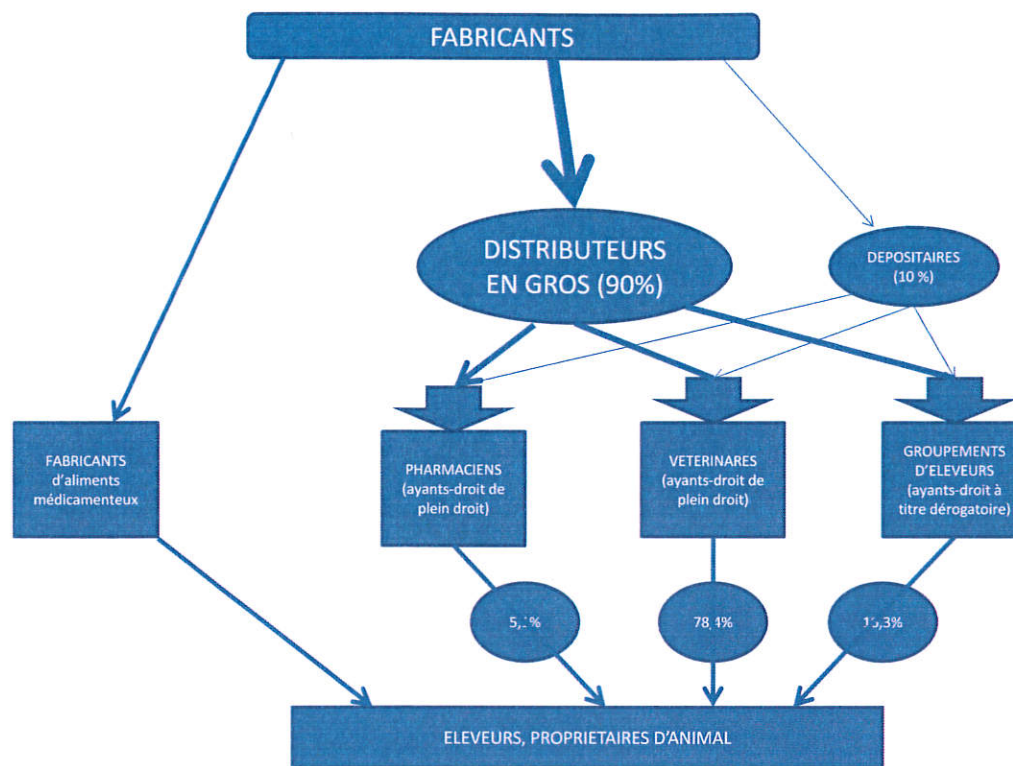 FABRICANTS
DISTRIBUTEURS
EN GROS (90%)
DEPOSITAIRES
(10 %)
FABRICANTS
d'aliments
médicamenteux
PHARMACIENS
(ayants-droit de
plein droit)
VETERINARES
(ayants-droit de
plein droit)
GROUPEMENTS
D'ELEVEURS
(ayants-droit à
titre dérogatoire)
78,4%
ELEVEURS, PROPRIETAIRES D'ANIMAL